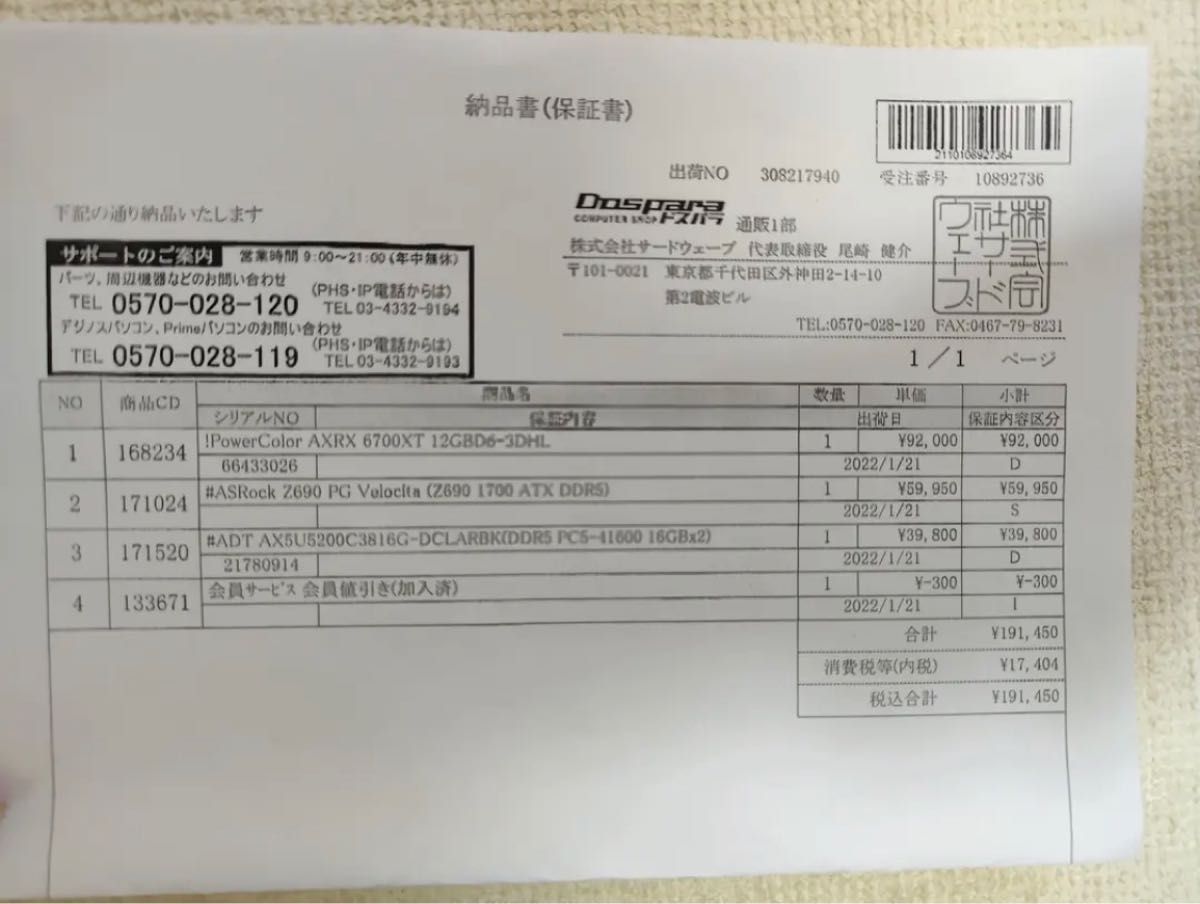 納品書(保証書)
2110108927364
出荷NO 308217940 受注番号 10892736
下記の通り納品いたします
Dospara
COMPUTER SHOP ドスパラ 通販1部
株式会社サードウェーブ 代表取締役 尾崎 健介
〒101-0021 東京都千代田区外神田2-14-10
第2電波ビル
株式会社サードウェーブ
TEL:0570-028-120 FAX:0467-79-8231
1/1 ページ
サポートのご案内 営業時間 9:00～21:00(年中無休)
パーツ、周辺機器などのお問い合わせ
TEL 0570-028-120 (PHS・IP電話からは) TEL 03-4332-9194
デジノスパソコン、Primeパソコンのお問い合わせ
TEL 0570-028-119 (PHS・IP電話からは) TEL 03-4332-9193
NO 商品CD 商品名 数量 単価 小計
シリアルNO 保証内容 出荷日 保証内容区分
1 168234 !PowerColor AXRX 6700XT 12GBD6-3DHL 1 ¥92,000 ¥92,000
66433026 2022/1/21 D
2 171024 #ASRock Z690 PG Velocita (Z690 1700 ATX DDR5) 1 ¥59,950 ¥59,950
2022/1/21 S
3 171520 #ADT AX5U5200C3816G-DCLARBK(DDR5 PC5-41600 16GBx2) 1 ¥39,800 ¥39,800
21780914 2022/1/21 D
4 133671 会員サービス 会員値引き(加入済) 1 ¥-300 ¥-300
2022/1/21 I
合計 ¥191,450
消費税等(内税) ¥17,404
税込合計 ¥191,450